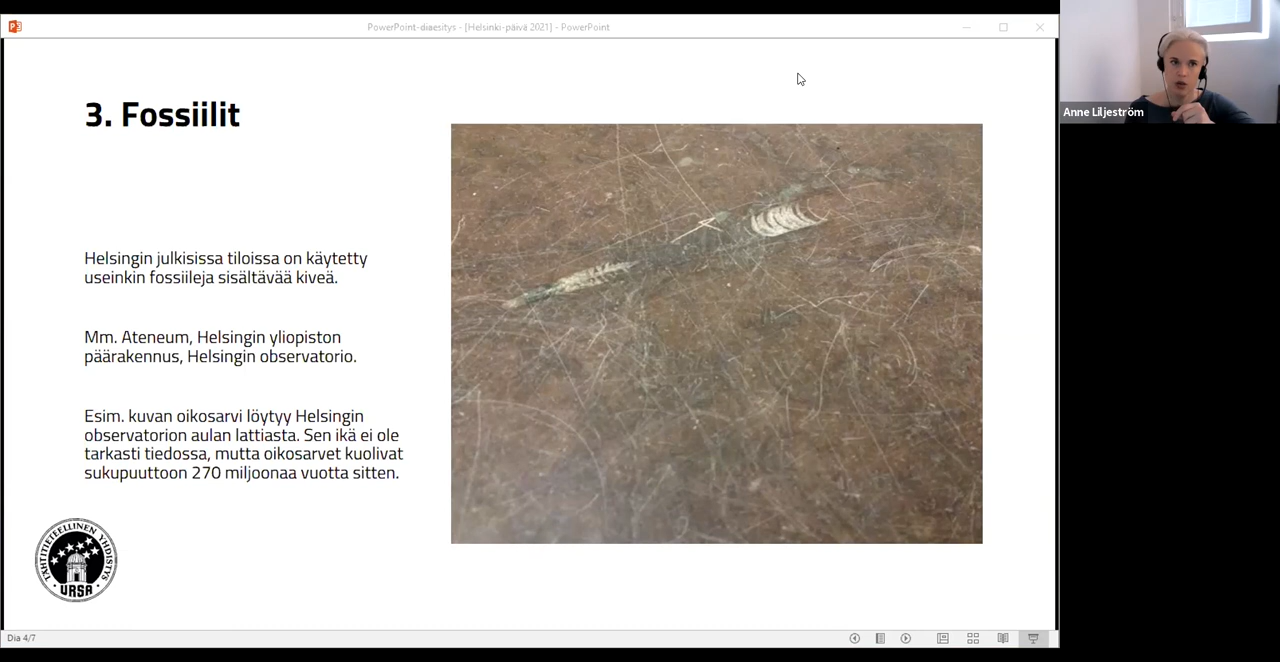 PowerPoint-diaesitys - [Helsinki-päivä 2021] - PowerPoint
3. Fossiilit
Anne Liljeström
Helsingin julkisissa tiloissa on käytetty
useinkin fossiileja sisältävää kiveä.
Mm. Ateneum, Helsingin yliopiston
päärakennus, Helsingin observatorio.
Esim. kuvan oikosarvi löytyy Helsingin
observatorion aulan lattiasta. Sen ikä ei ole
tarkasti tiedossa, mutta oikosarvet kuolivat
sukupuuttoon 270 miljoonaa vuotta sitten.
TÄHTITIETEELLINEN YHDISTYS
URSA
Dia 4/7